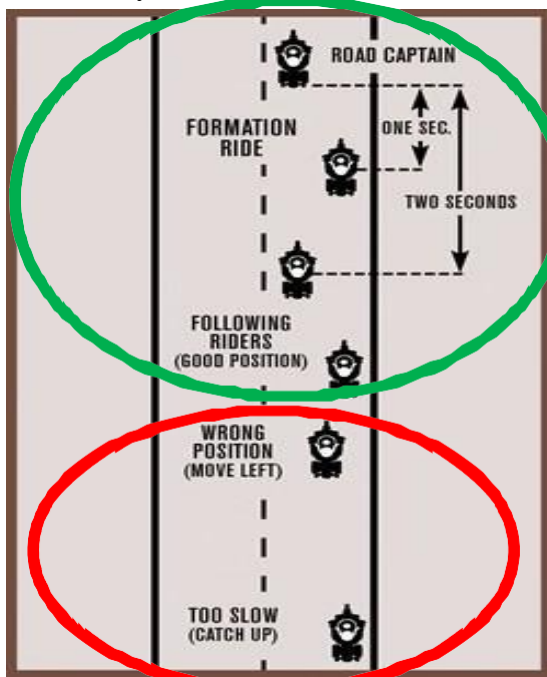 ROAD CAPTAIN
FORMATION
RIDE
ONE SEC.
TWO SECONDS
FOLLOWING
RIDERS
(GOOD POSITION)
WRONG
POSITION
(MOVE LEFT)
TOO SLOW
(CATCH UP)